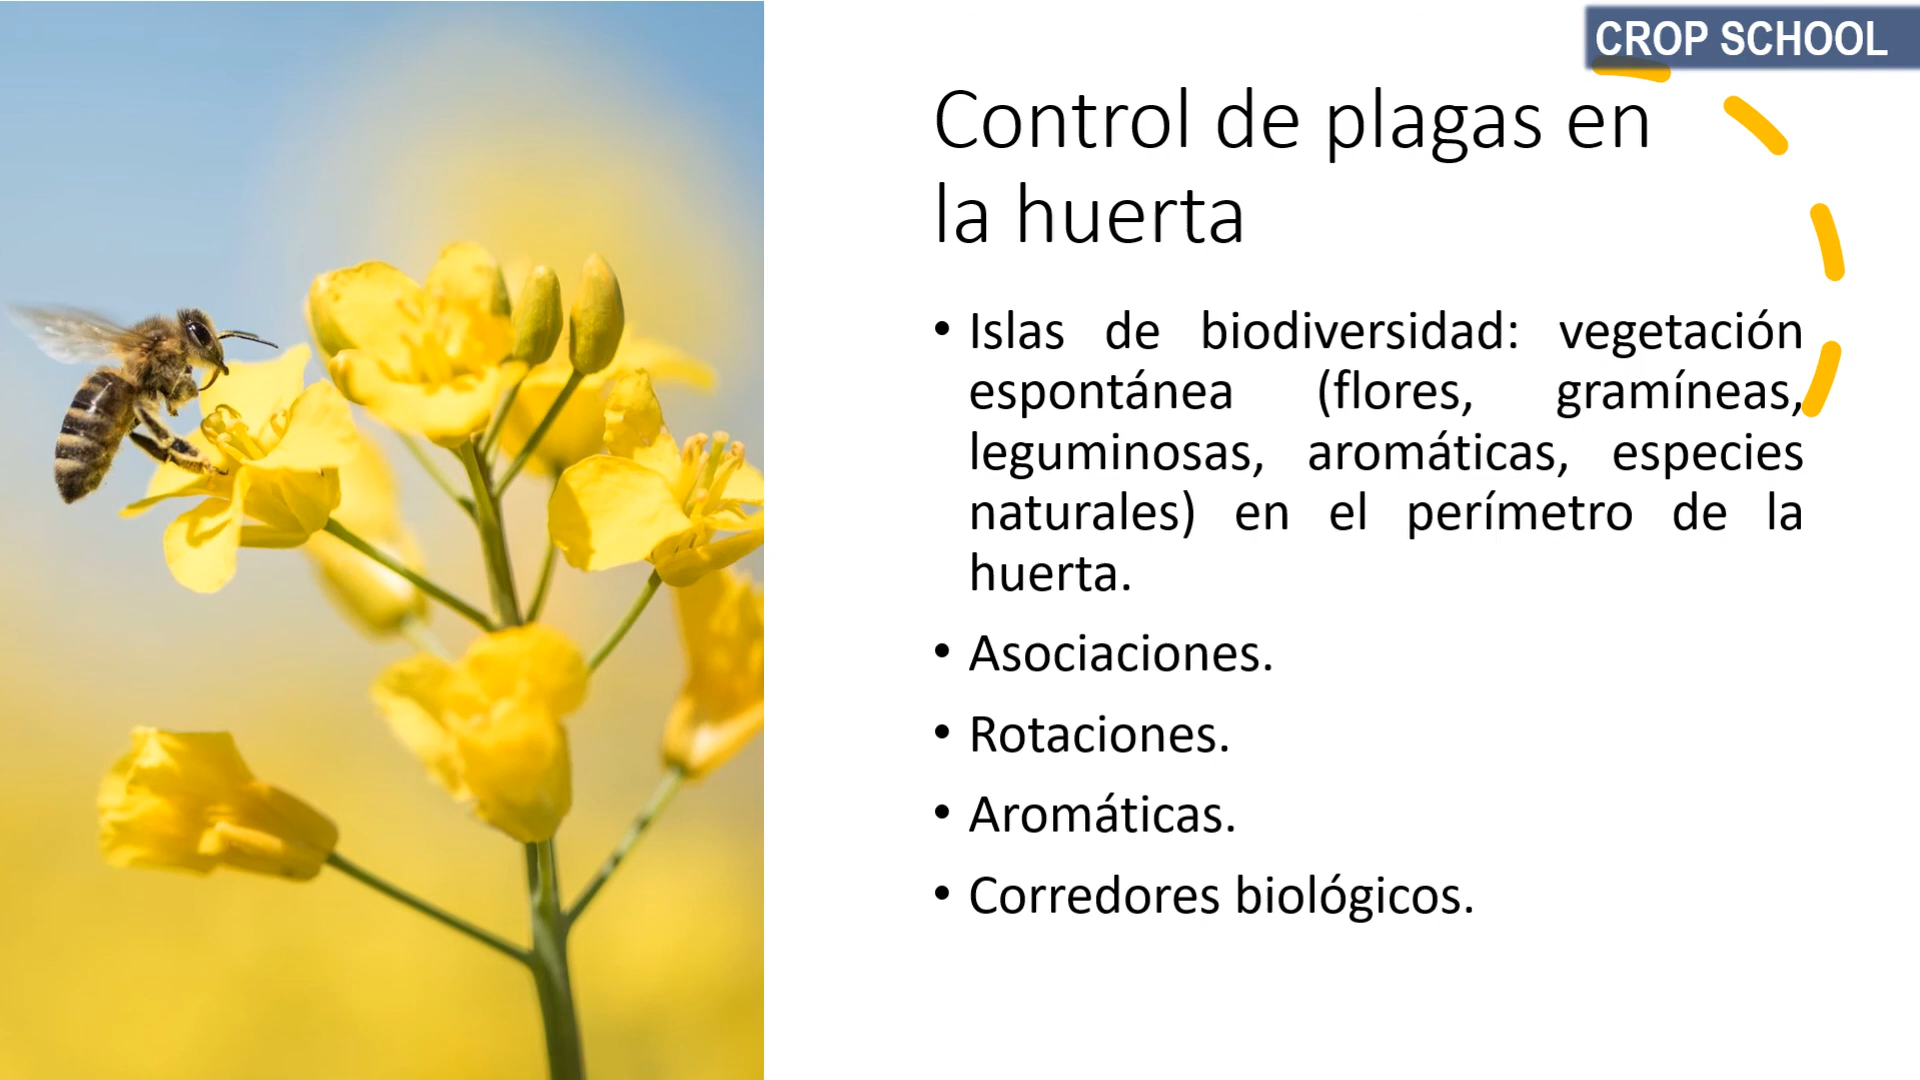 CROP SCHOOL
Control de plagas en
la huerta
• Islas de biodiversidad: vegetación
espontánea (flores, gramíneas,
leguminosas, aromáticas, especies
naturales) en el perímetro de la
huerta.
• Asociaciones.
• Rotaciones.
• Aromáticas.
• Corredores biológicos.